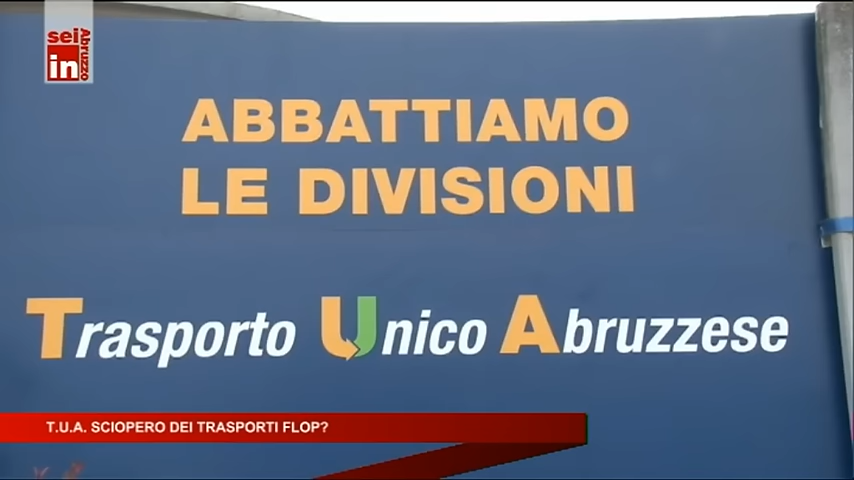 sei
in
Abruzzo
ABBATTIAMO
LE DIVISIONI
Trasporto Unico Abruzzese
T.U.A. SCIOPERO DEI TRASPORTI FLOP?